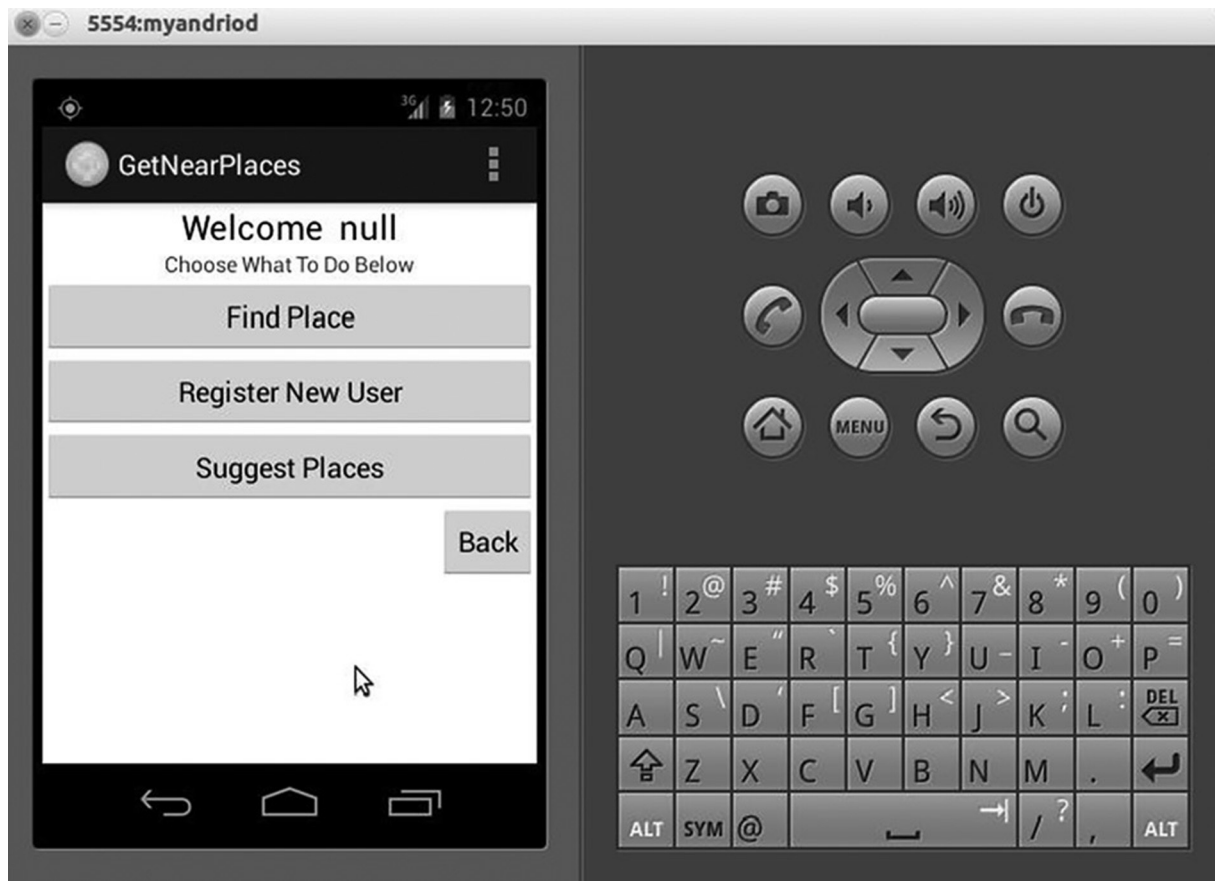 5554:myandriod
3G 12:50
GetNearPlaces
Welcome null
Choose What To Do Below
Find Place
Register New User
Suggest Places
Back
MENU
1 ! 2 @ 3 # 4 $ 5 % 6 ^ 7 & 8 * 9 ( 0 )
Q | W ~ E " R ` T { Y } U _ I - O + P =
A S \ D ' F [ G ] H < J > K ; L : DEL
Z X C V B N M .
ALT SYM @ / ? , ALT